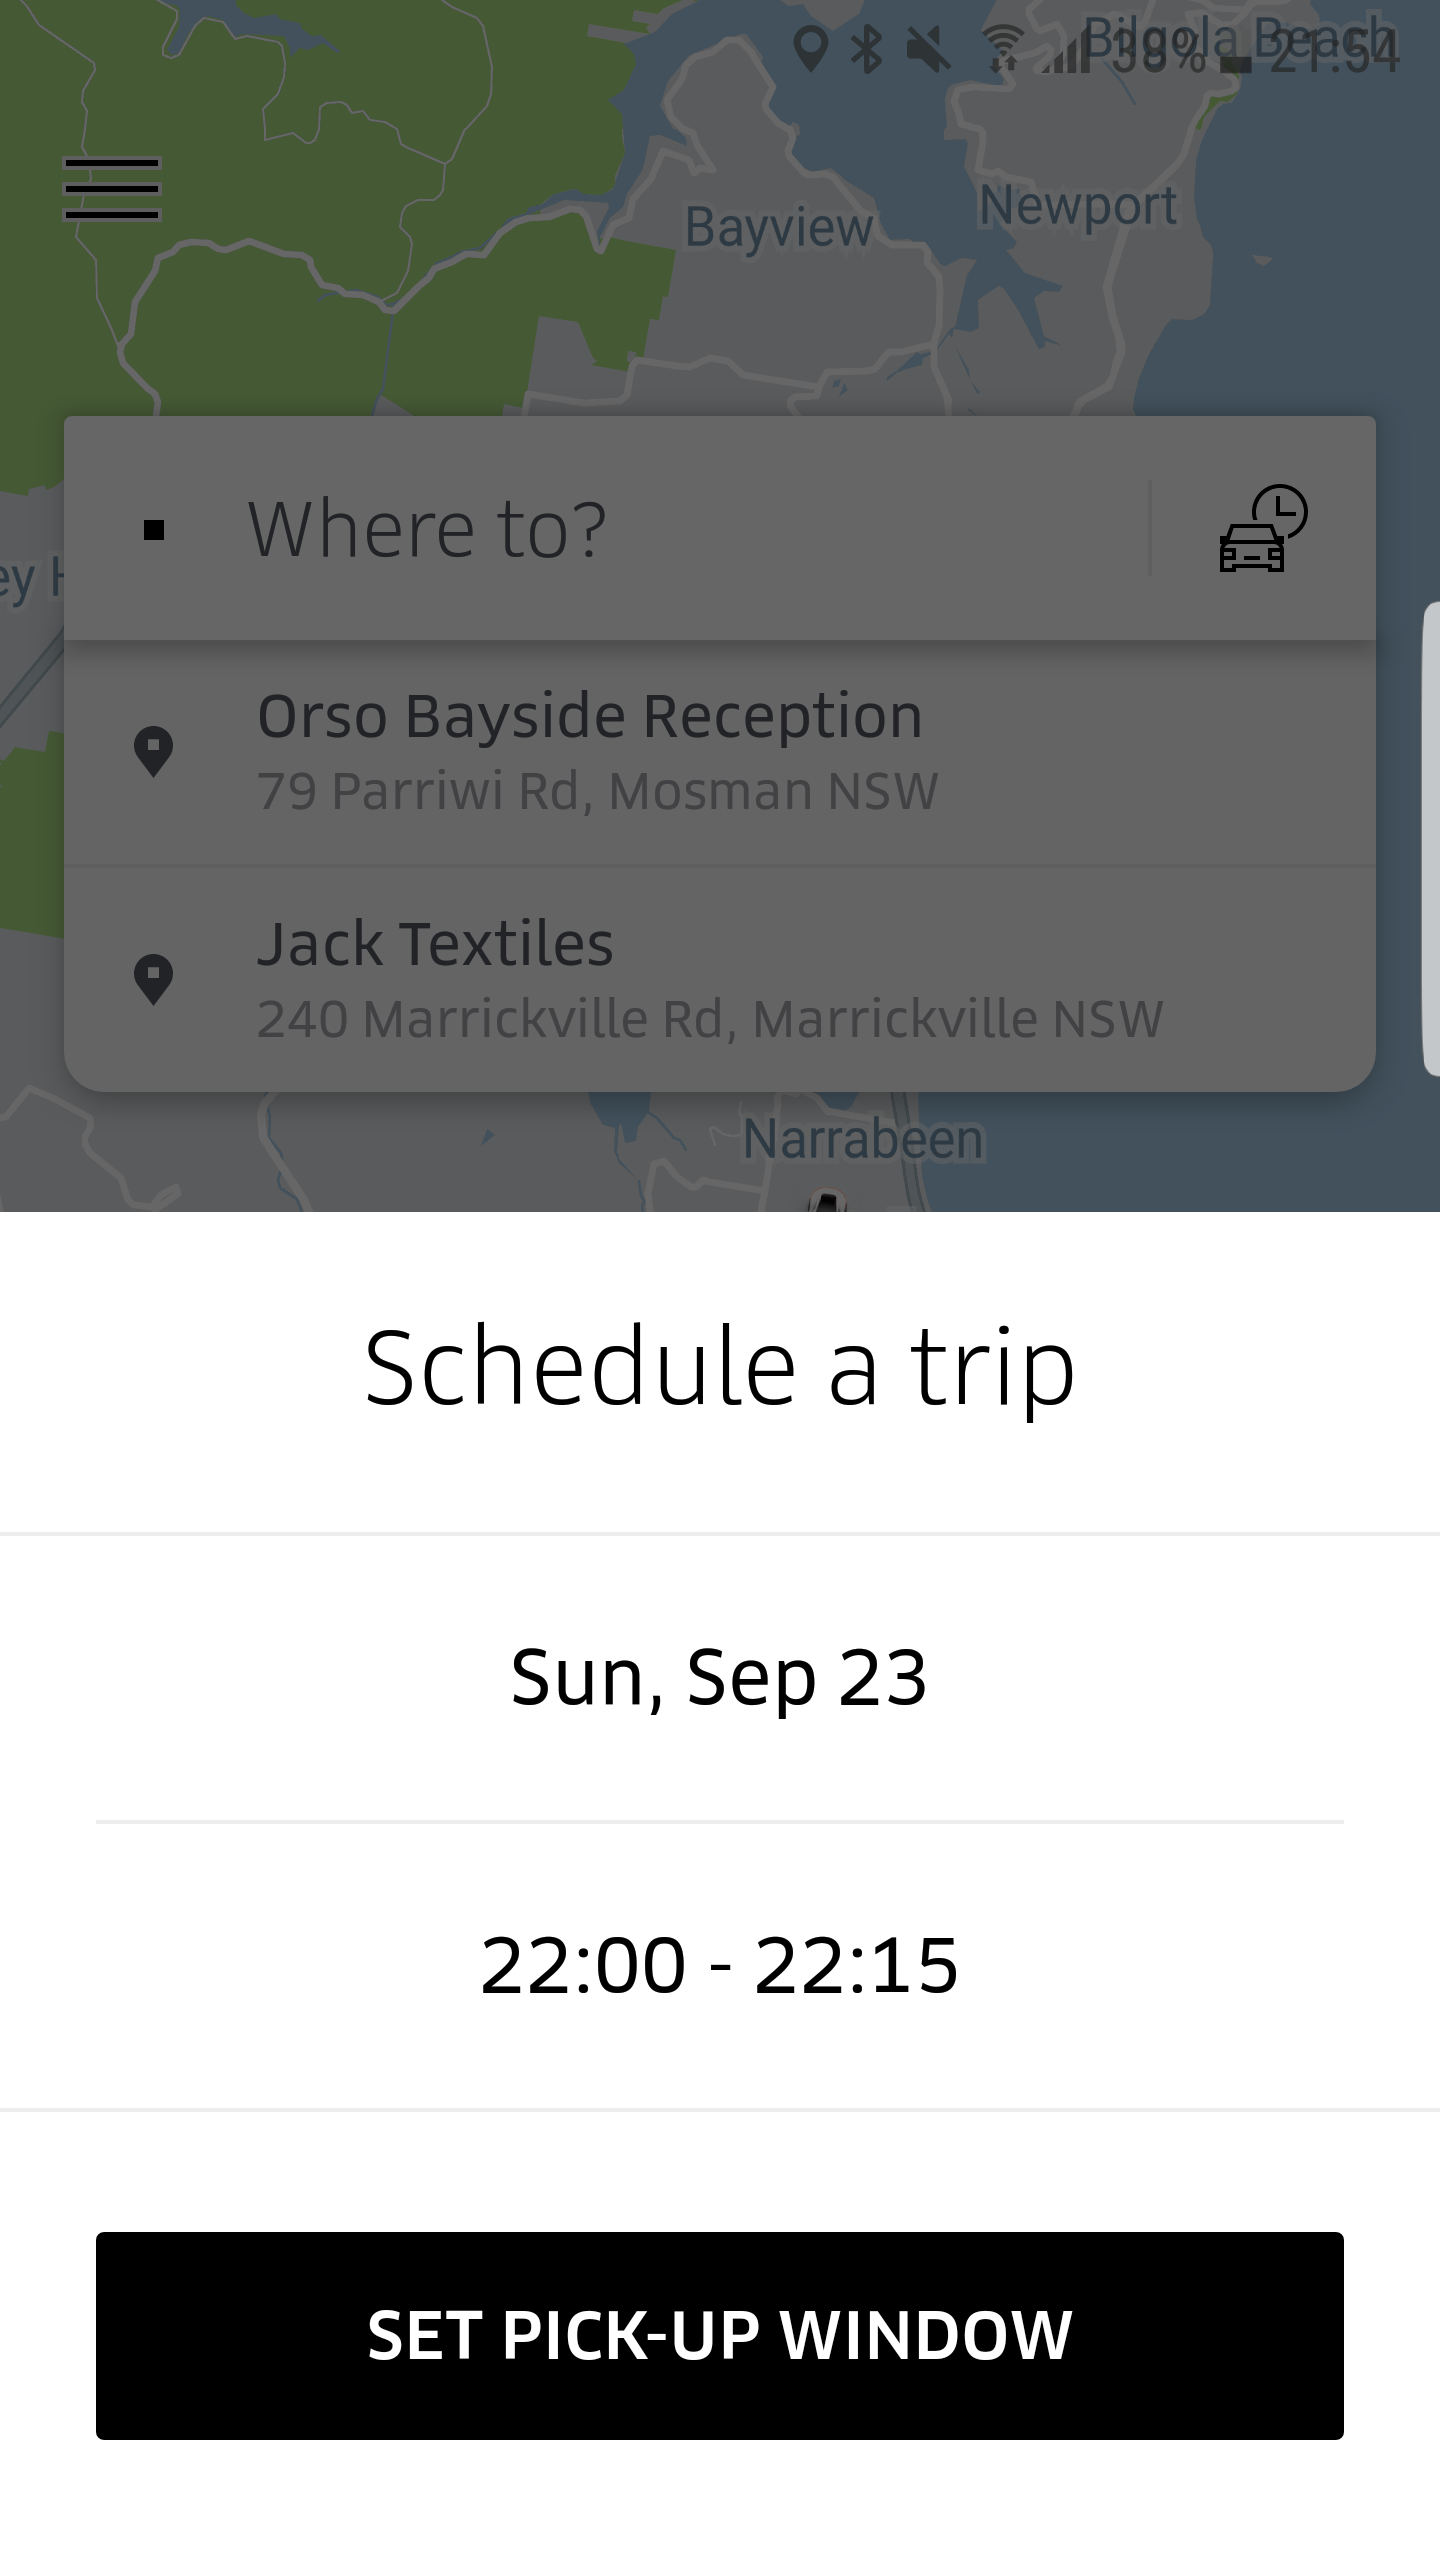 Bilgola Beach
38% 21:54
Newport
Bayview
Where to?
ey H
Orso Bayside Reception
79 Parriwi Rd, Mosman NSW
Jack Textiles
240 Marrickville Rd, Marrickville NSW
Narrabeen
Schedule a trip
Sun, Sep 23
22:00 - 22:15
SET PICK-UP WINDOW